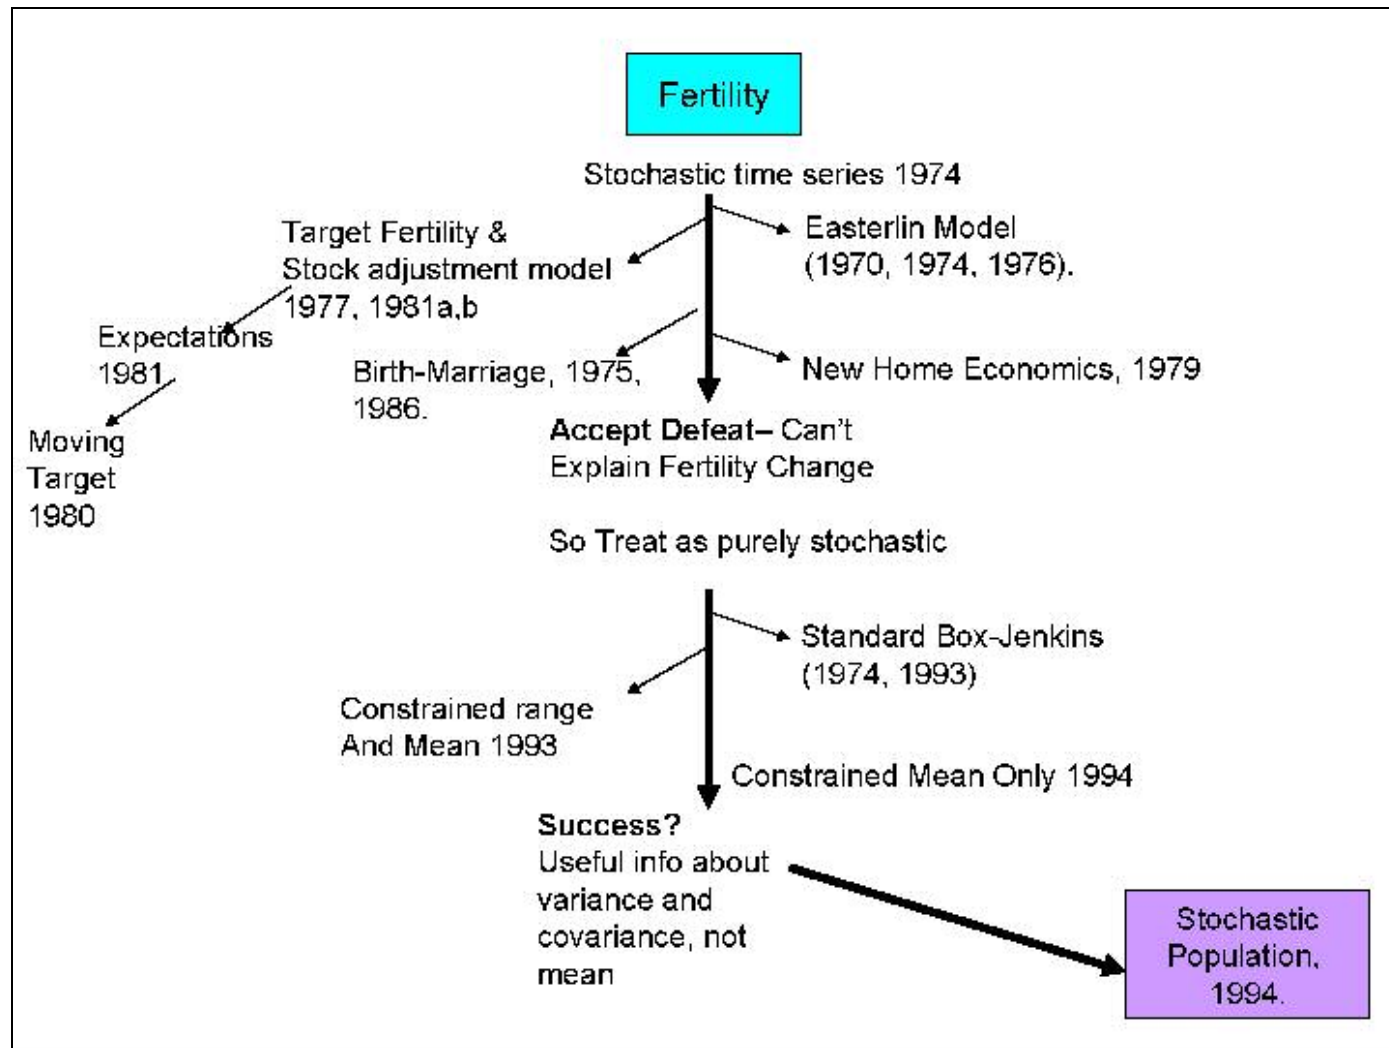 Fertility
Stochastic time series 1974
Target Fertility &
Stock adjustment model
1977, 1981a,b
Easterlin Model
(1970, 1974, 1976).
Expectations
1981
Birth-Marriage, 1975,
1986.
New Home Economics, 1979
Moving
Target
1980
Accept Defeat– Can't
Explain Fertility Change
So Treat as purely stochastic
Standard Box-Jenkins
(1974, 1993)
Constrained range
And Mean 1993
Constrained Mean Only 1994
Success?
Useful info about
variance and
covariance, not
mean
Stochastic
Population,
1994.